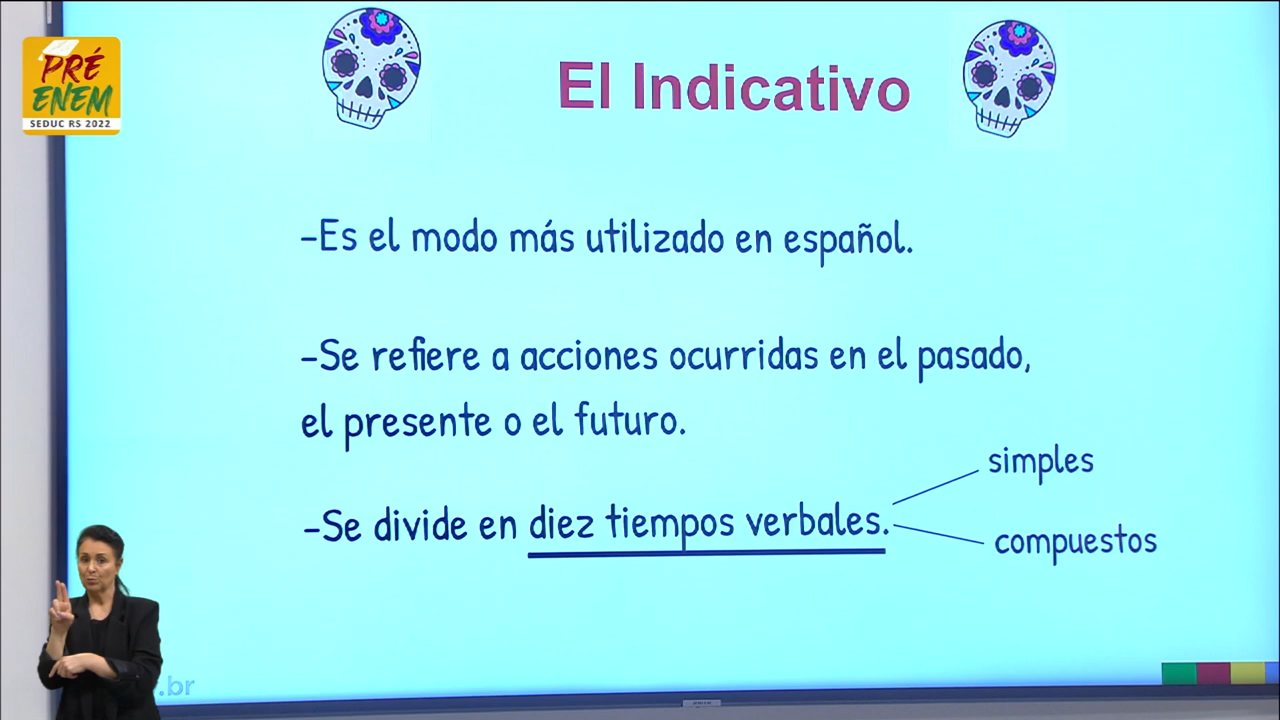 PRÉ
ENEM
SEDUC RS 2022
El Indicativo
-Es el modo más utilizado en español.
-Se refiere a acciones ocurridas en el pasado,
el presente o el futuro.
simples
-Se divide en diez tiempos verbales.
compuestos
.br